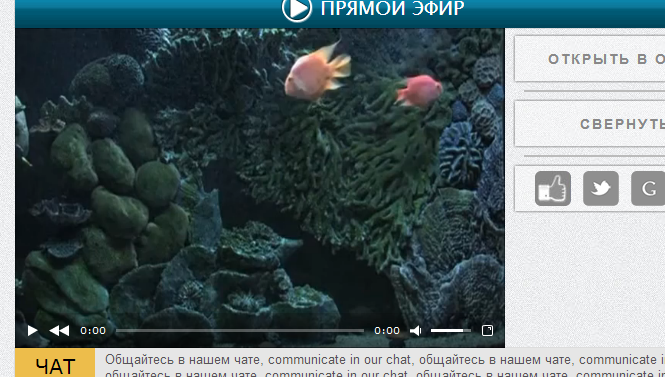 ПРЯМОЙ ЭФИР
ОТКРЫТЬ В
СВЕРНУТЬ
G
0:00
0:00
ЧАТ
Общайтесь в нашем чате, communicate in our chat, общайтесь в нашем чате, communicate i
общайтесь в нашем чате, communicate in our chat, общайтесь в нашем чате, communicate